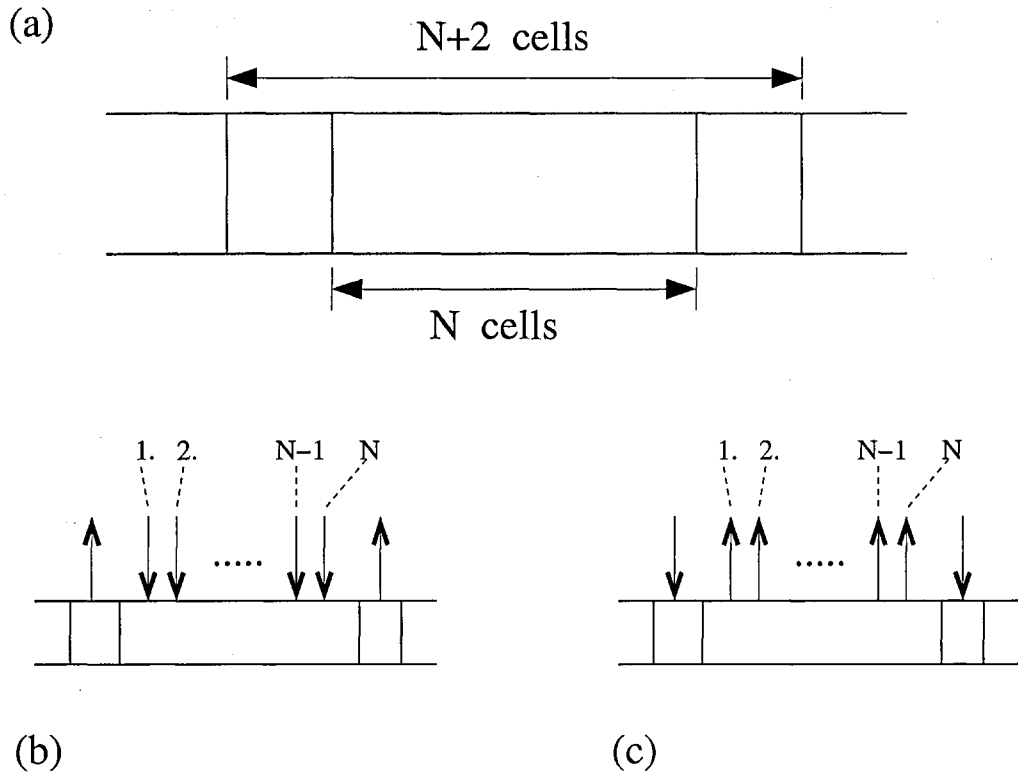 (a)
N+2 cells
N cells
1. 2. N–1 N
1. 2. N–1 N
(b)
(c)